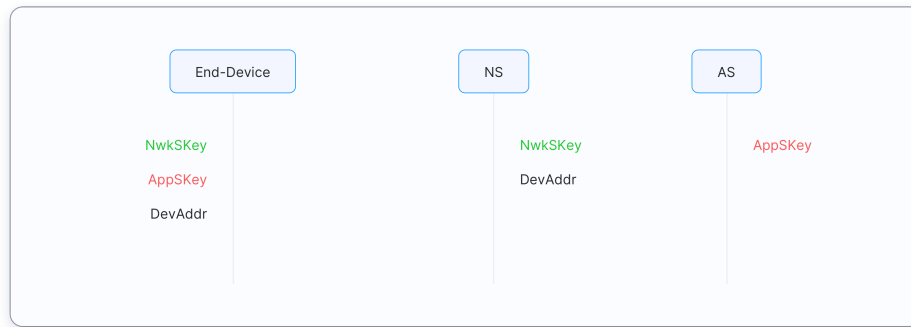 End-Device NS AS
NwkSKey NwkSKey AppSKey
AppSKey DevAddr
DevAddr